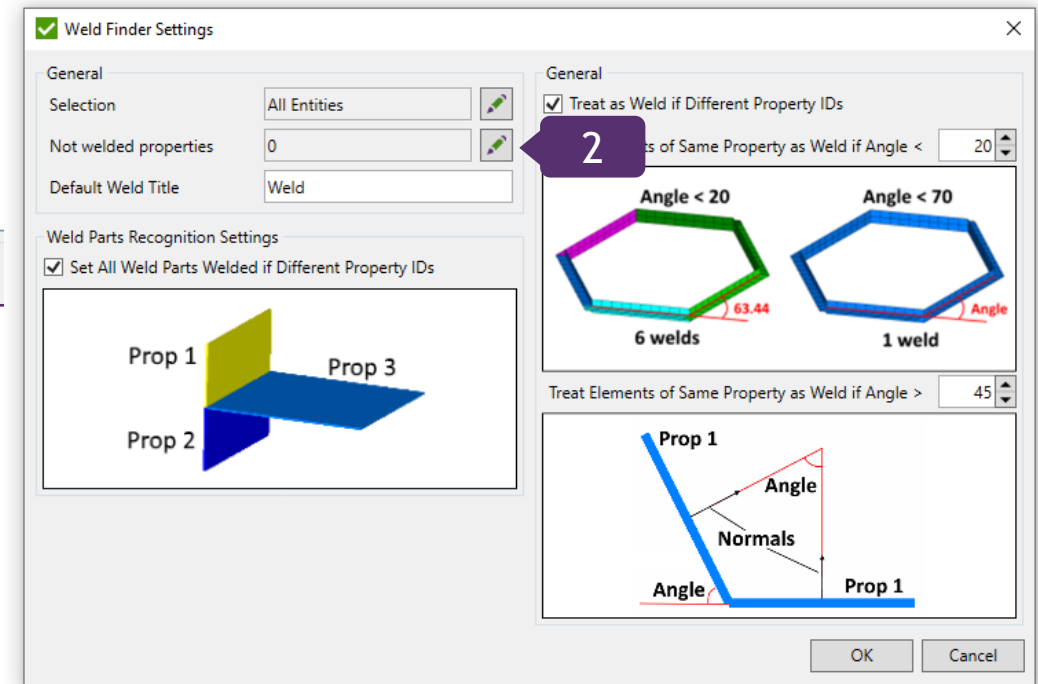 Weld Finder Settings
General
Selection
All Entities
Not welded properties
0
Default Weld Title
Weld
Weld Parts Recognition Settings
Set All Weld Parts Welded if Different Property IDs
Prop 1
Prop 3
Prop 2
General
Treat as Weld if Different Property IDs
2
of Same Property as Weld if Angle <
20
Angle < 20
Angle < 70
63.44
Angle
6 welds
1 weld
Treat Elements of Same Property as Weld if Angle >
45
Prop 1
Angle
Normals
Angle
Prop 1
OK
Cancel